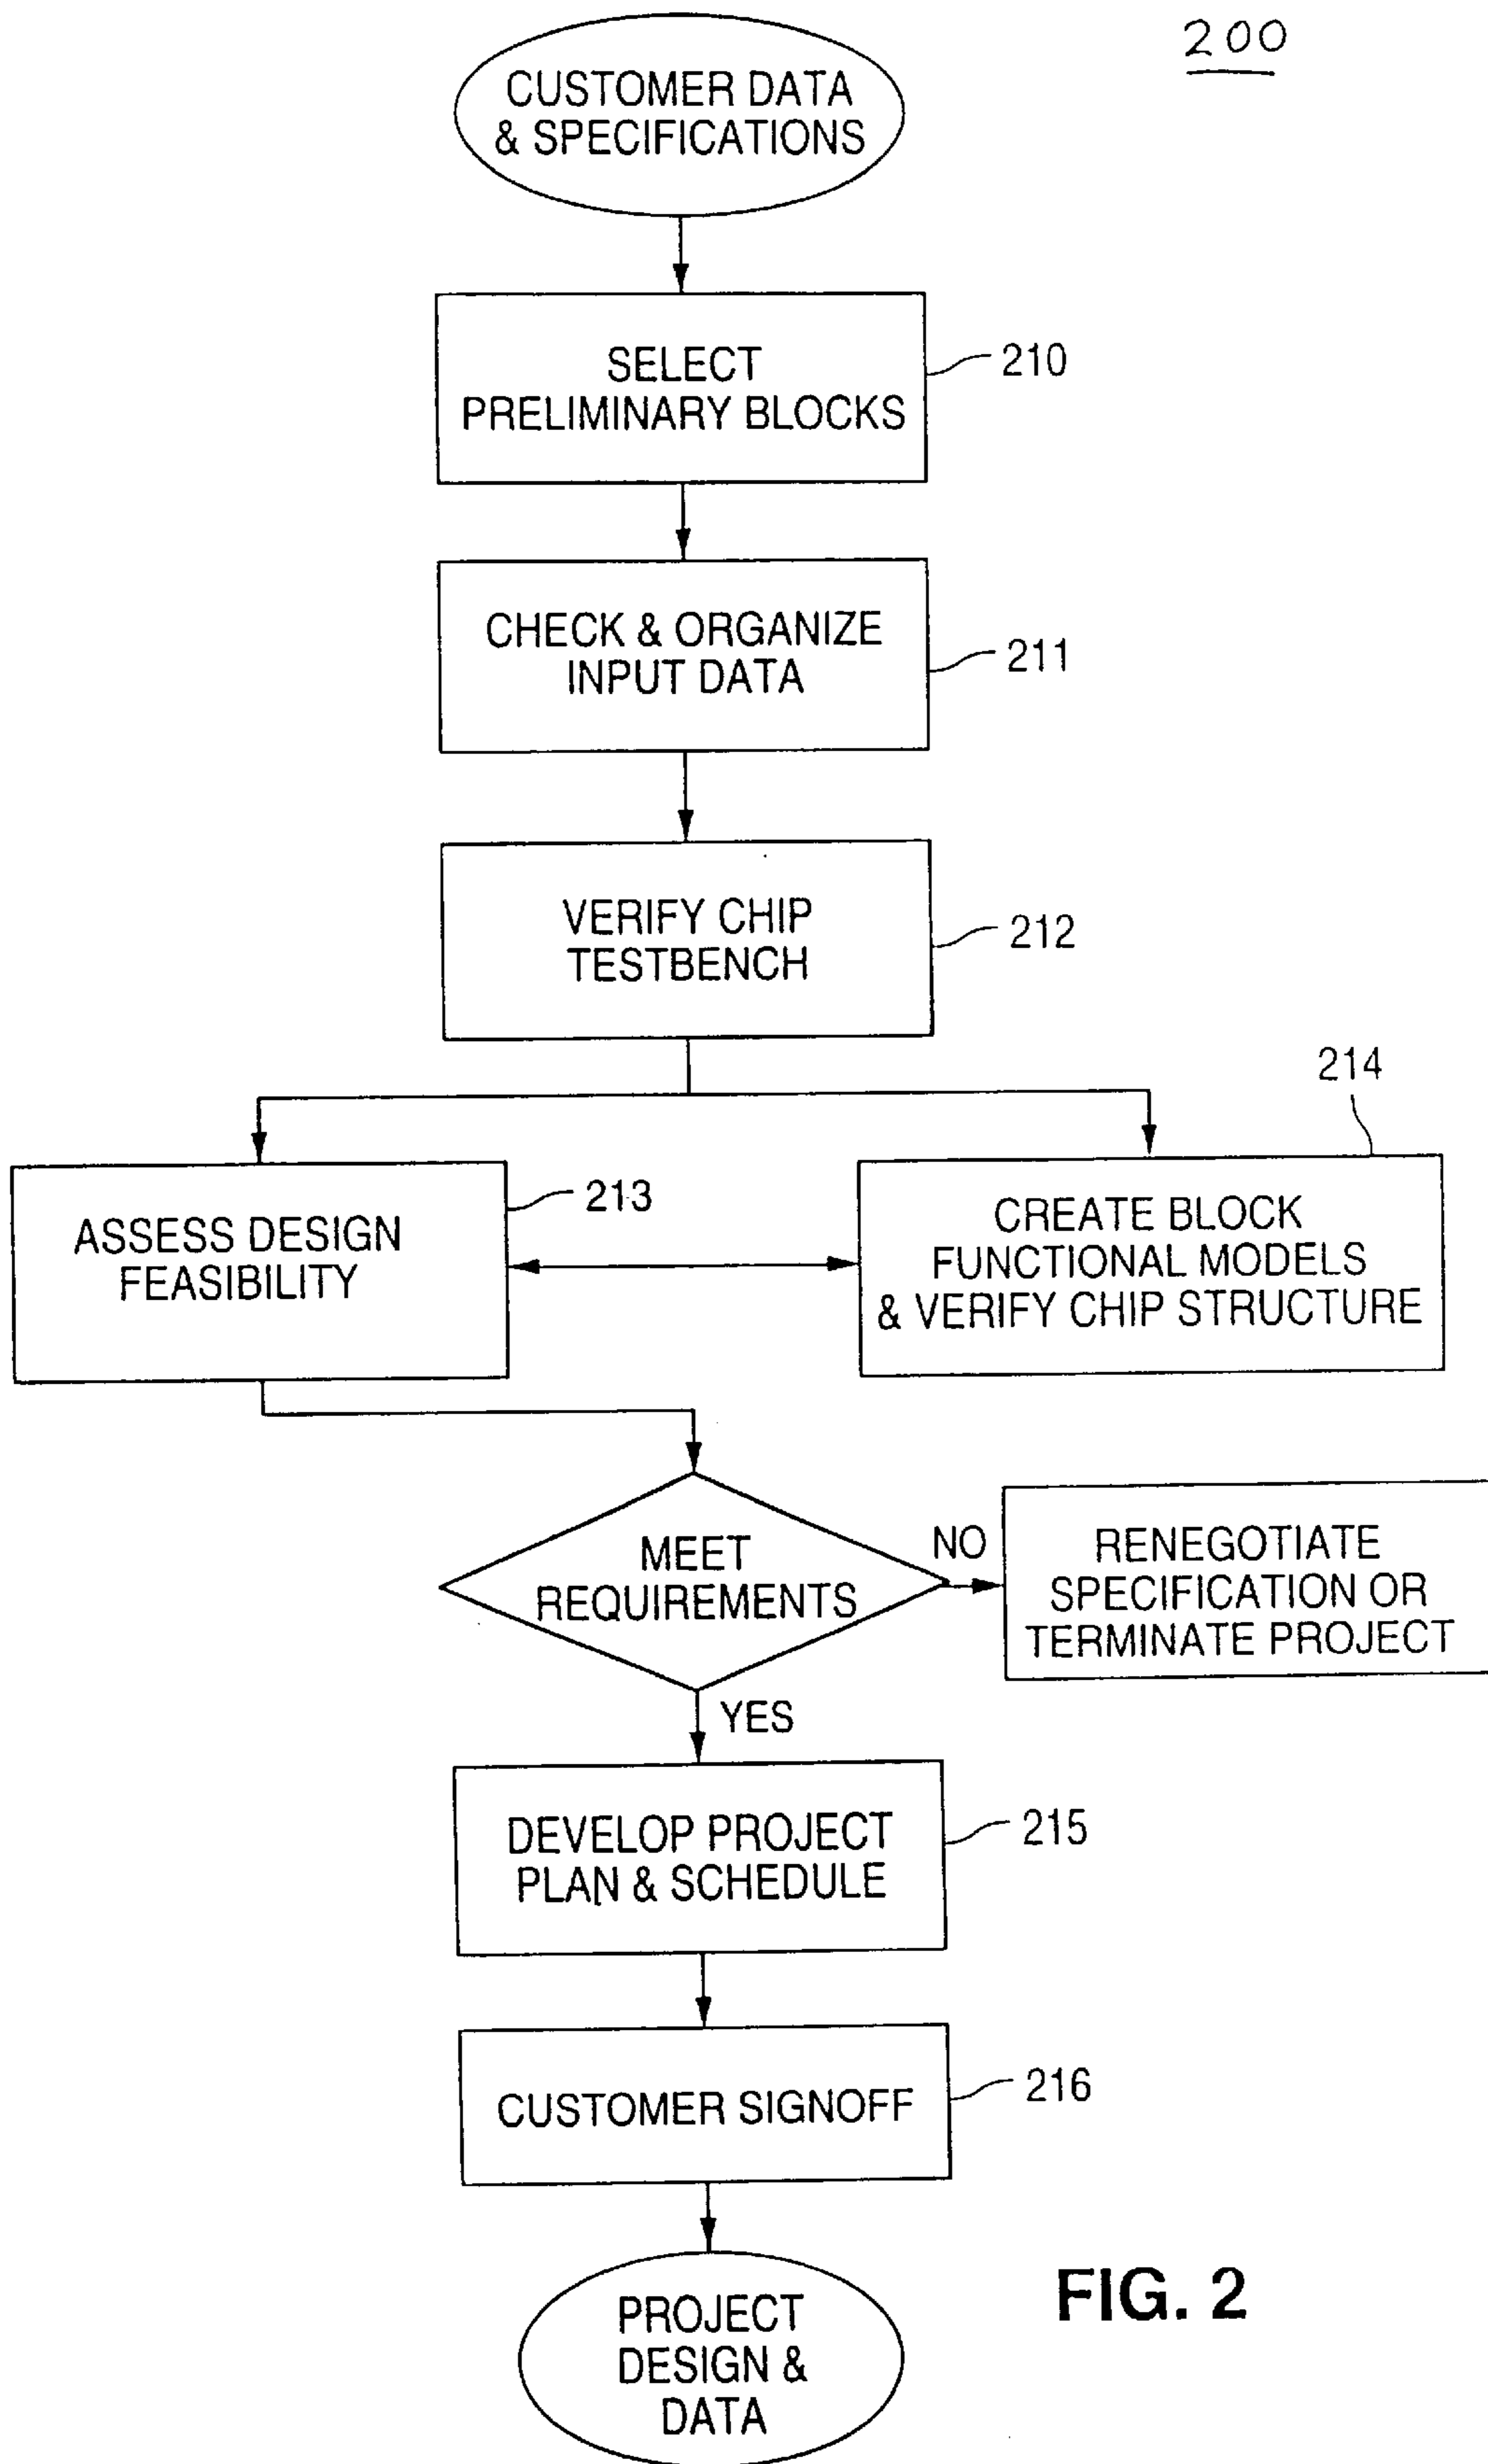 200
CUSTOMER DATA
& SPECIFICATIONS
SELECT
PRELIMINARY BLOCKS
210
CHECK & ORGANIZE
INPUT DATA
211
VERIFY CHIP
TESTBENCH
212
214
213
ASSESS DESIGN
FEASIBILITY
CREATE BLOCK
FUNCTIONAL MODELS
& VERIFY CHIP STRUCTURE
MEET
REQUIREMENTS
NO
RENEGOTIATE
SPECIFICATION OR
TERMINATE PROJECT
YES
DEVELOP PROJECT
PLAN & SCHEDULE
215
CUSTOMER SIGNOFF
216
PROJECT
DESIGN &
DATA
FIG. 2